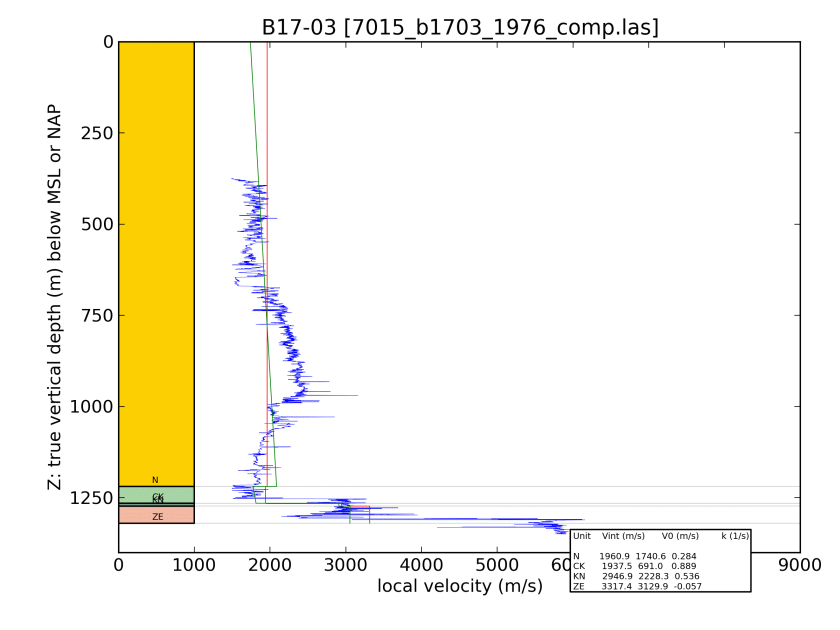 B17-03 [7015_b1703_1976_comp.las]
Z: true vertical depth (m) below MSL or NAP
0
250
500
750
1000
1250
N
CK
KN
ZE
0 1000 2000 3000 4000 5000 9000
local velocity (m/s)
Unit Vint (m/s) V0 (m/s) k (1/s)
N 1960.9 1740.6 0.284
CK 1937.5 691.0 0.889
KN 2946.9 2228.3 0.536
ZE 3317.4 3129.9 -0.057